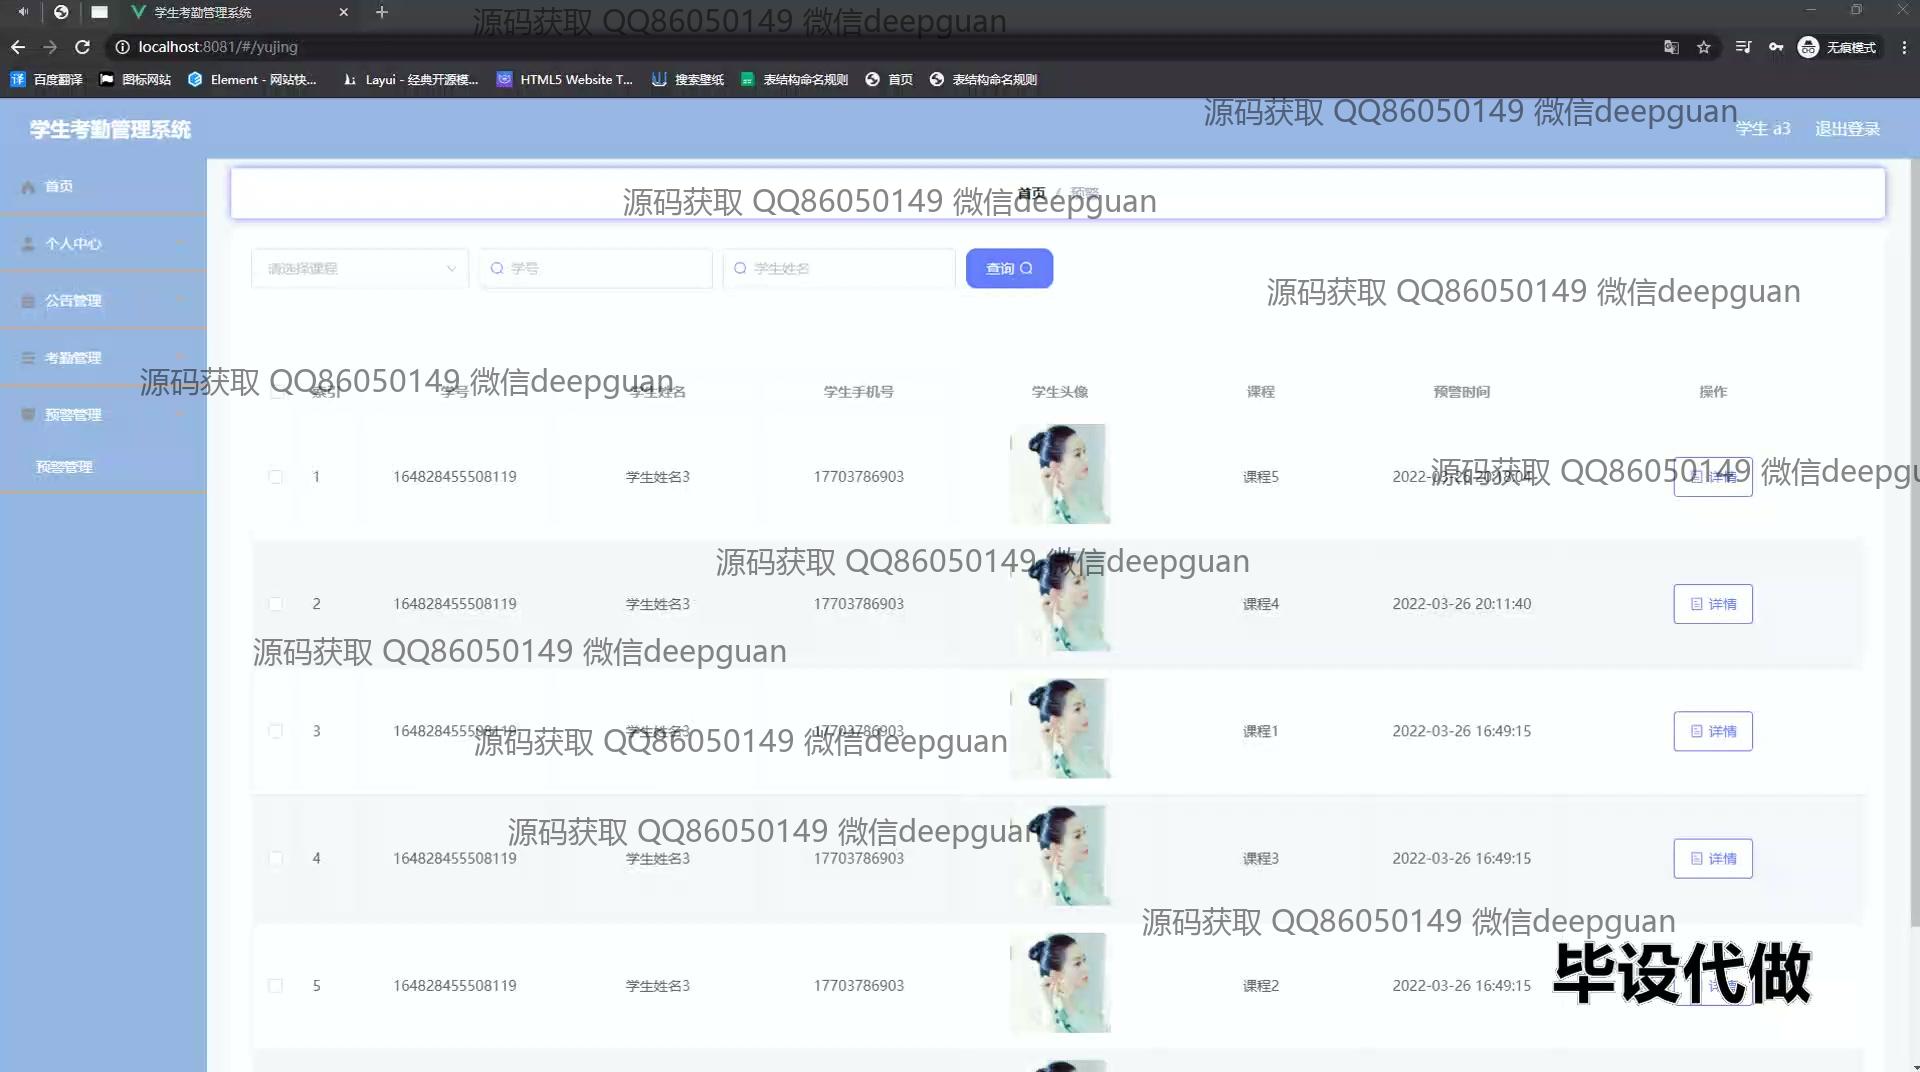 学生考勤管理系统
源码获取 QQ86050149 微信deepguan
localhost:8081/#/yujing
无痕模式
百度翻译 图标网站 Element - 网站快... Layui - 经典开源模... HTML5 Website T... 搜索壁纸 表结构命名规则 首页 表结构命名规则
源码获取 QQ86050149 微信deepguan
学生考勤管理系统 学生 a3 退出登录
首页
源码获取 QQ86050149 微信deepguan
首页 / 预警
个人中心
请选择课程 学号 学生姓名 查询
源码获取 QQ86050149 微信deepguan
公告管理
考勤管理
源码获取 QQ86050149 微信deepguan
索引 学号 学生姓名 学生手机号 学生头像 课程 预警时间 操作
预警管理
预警管理
1 164828455508119 学生姓名3 17703786903 课程5 2022-03-26 20:18:04 详情
源码获取 QQ86050149 微信deepgu
源码获取 QQ86050149 微信deepguan
2 164828455508119 学生姓名3 17703786903 课程4 2022-03-26 20:11:40 详情
源码获取 QQ86050149 微信deepguan
3 164828455508119 学生姓名3 17703786903 课程1 2022-03-26 16:49:15 详情
源码获取 QQ86050149 微信deepguan
源码获取 QQ86050149 微信deepguan
4 164828455508119 学生姓名3 17703786903 课程3 2022-03-26 16:49:15 详情
源码获取 QQ86050149 微信deepguan
5 164828455508119 学生姓名3 17703786903 课程2 2022-03-26 16:49:15 详情
毕设代做